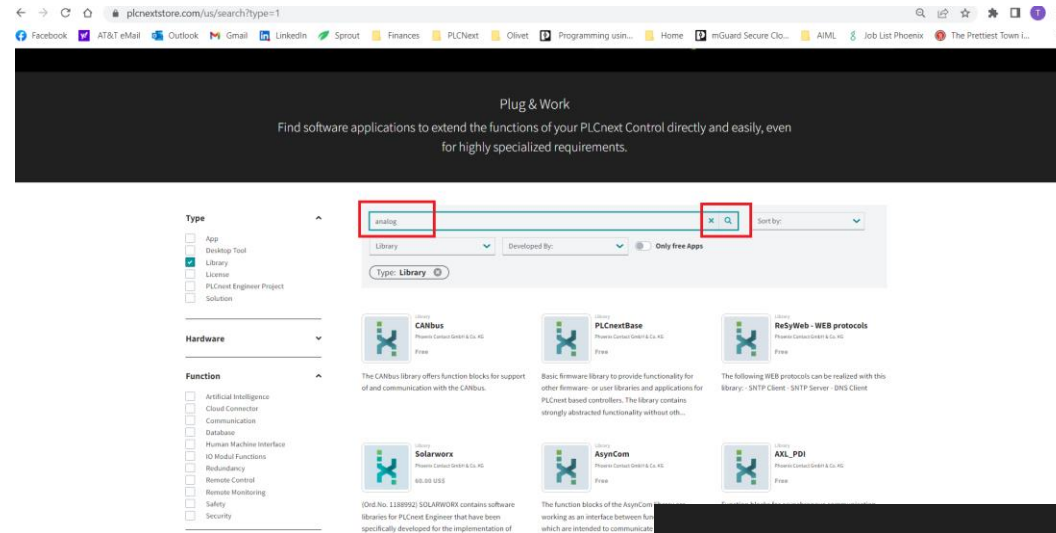 plcnextstore.com/us/search?type=1
T
Facebook AT&T eMail Outlook Gmail LinkedIn Sprout Finances PLCNext Olivet Programming usin... Home mGuard Secure Clo... AIML Job List Phoenix The Prettiest Town i...
Plug & Work
Find software applications to extend the functions of your PLCnext Control directly and easily, even
for highly specialized requirements.
Type
App
Desktop Tool
Library
License
PLCnext Engineer Project
Solution
Hardware
Function
Artificial Intelligence
Cloud Connector
Communication
Database
Human Machine Interface
IO Modul Functions
Redundancy
Remote Control
Remote Monitoring
Safety
Security
analog
Sort by:
Library Developed By: Only free Apps
Type: Library
Library
CANbus
Phoenix Contact GmbH & Co. KG
Free
The CANbus library offers function blocks for support
of and communication with the CANbus.
Library
PLCnextBase
Phoenix Contact GmbH & Co. KG
Free
Basic firmware library to provide functionality for
other firmware- or user libraries and applications for
PLCnext based controllers. The library contains
strongly abstracted functionality without oth...
Library
ReSyWeb - WEB protocols
Phoenix Contact GmbH & Co. KG
Free
The following WEB protocols can be realized with this
library: - SNTP Client - SNTP Server - DNS Client
Library
Solarworx
Phoenix Contact GmbH & Co. KG
60.00 US$
(Ord.No. 1188992) SOLARWORX contains software
libraries for PLCnext Engineer that have been
specifically developed for the implementation of
Library
AsynCom
Phoenix Contact GmbH & Co. KG
Free
The function blocks of the AsynCom library are
working as an interface between
which are intended to communicate
Library
AXL_PDI
Phoenix Contact GmbH & Co. KG
Free